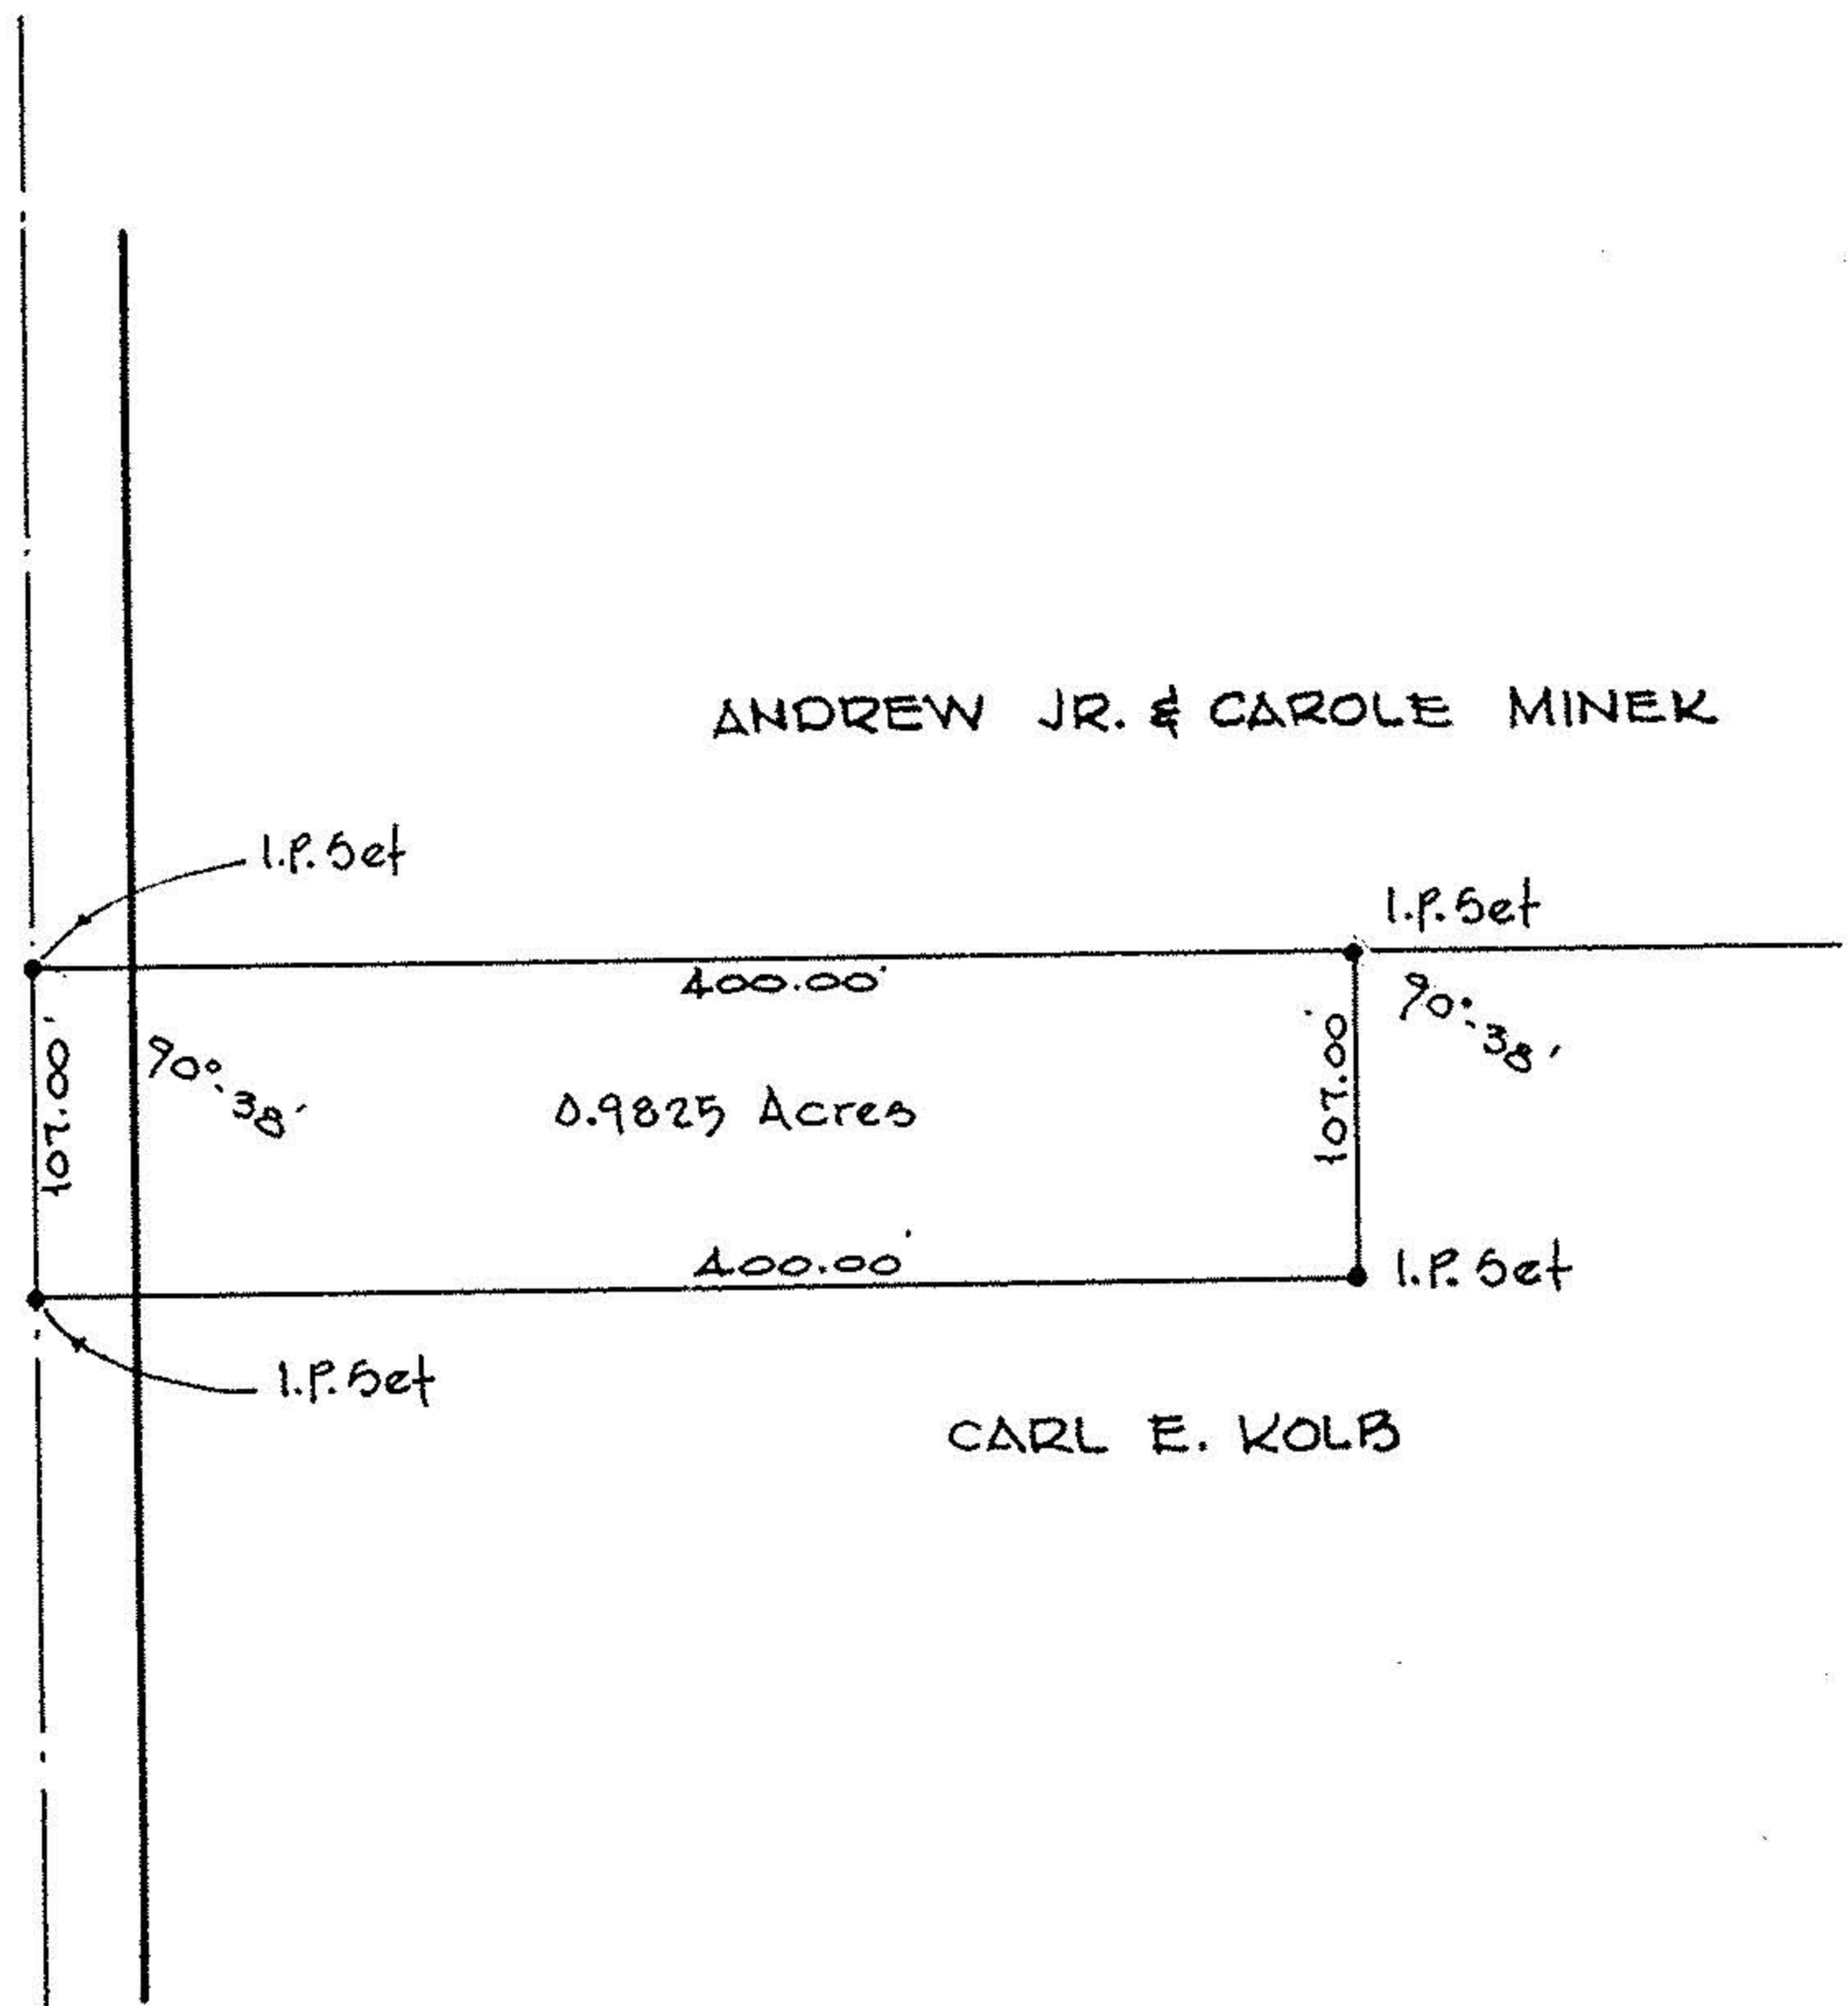 ANDREW JR. & CAROLE MINEK
I.P. Set
I.P. Set
400.00'
90°:38'
107.00'
90°:38'
107.00'
0.9825 Acres
400.00'
I.P. Set
I.P. Set
CARL E. KOLB